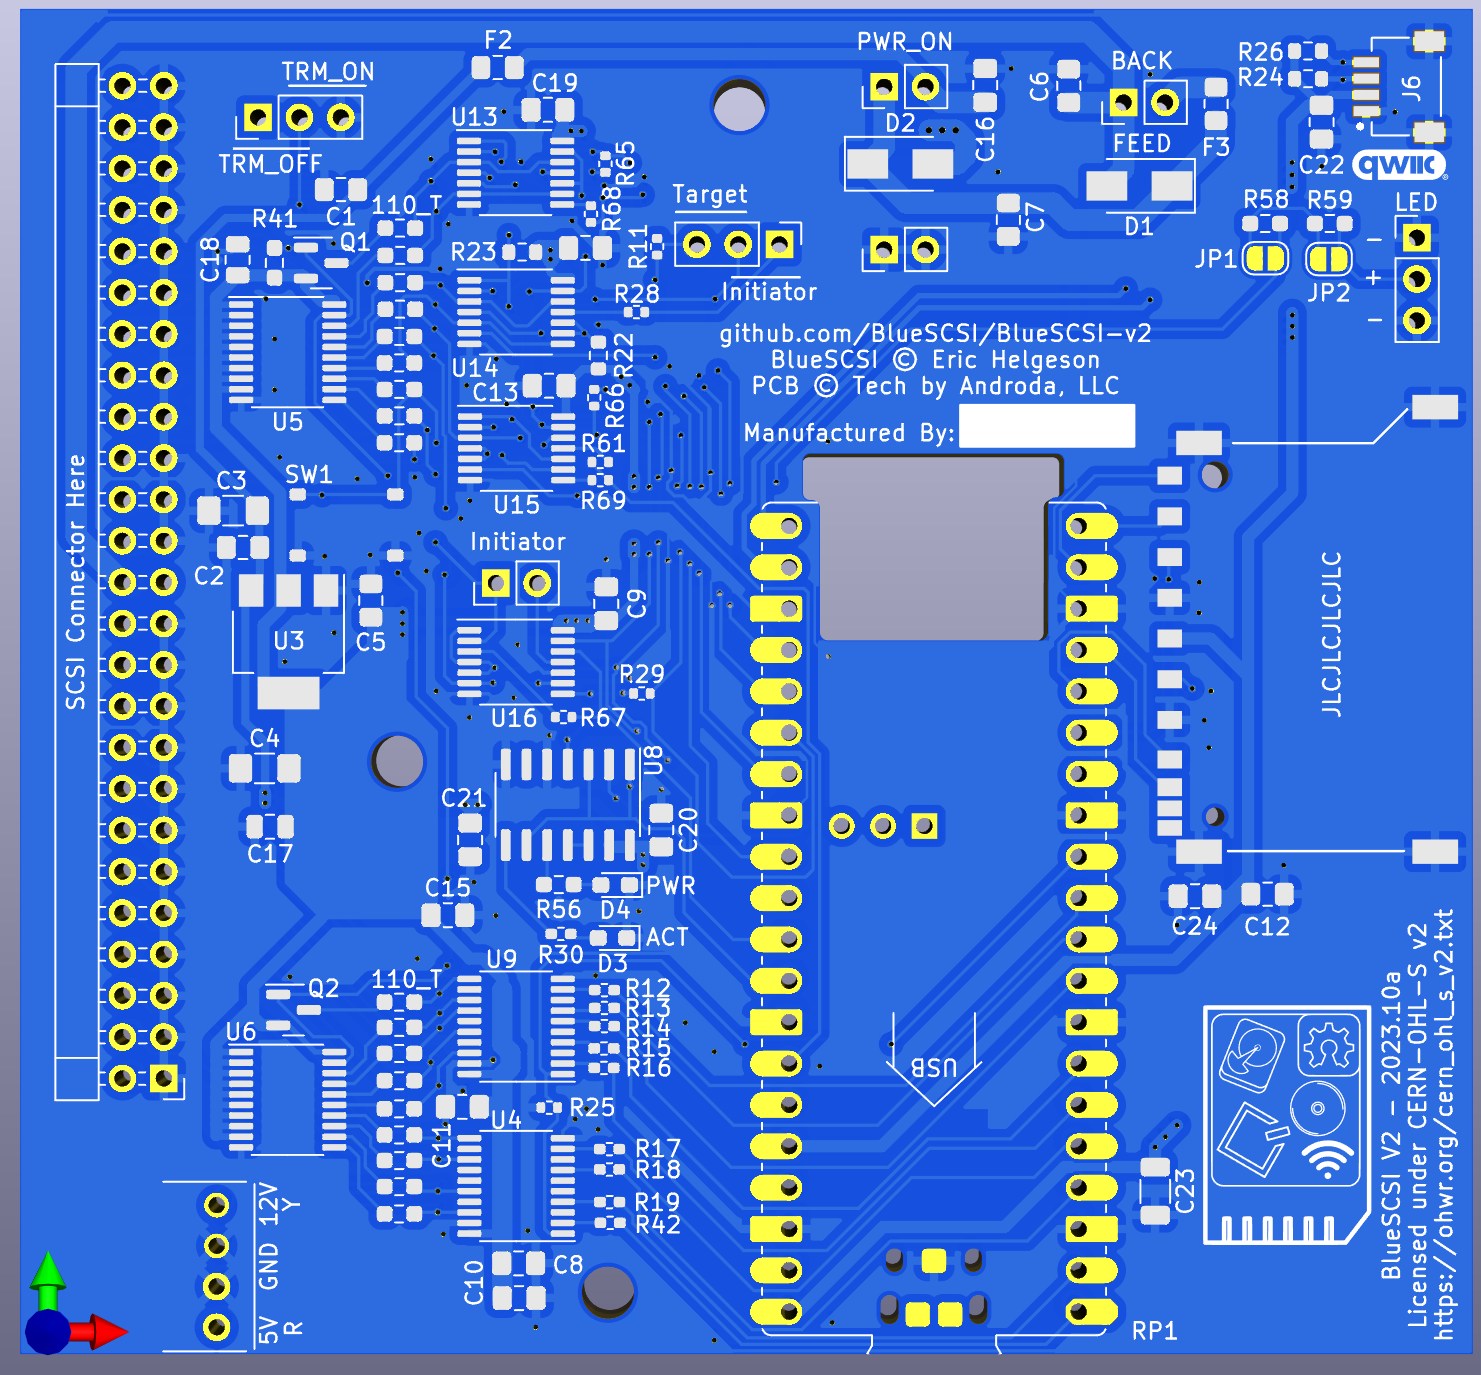 F2
PWR_ON
BACK
R26
R24
J6
TRM_ON
C19
C6
U13
D2
C16
FEED
F3
C22
TRM_OFF
R65
qwiic
C1
110_T
R68
Target
C7
D1
R58
R59
LED
R41
Q1
C18
R23
R11
JP1
−
+
JP2
−
Initiator
R28
github.com/BlueSCSI/BlueSCSI-v2
BlueSCSI © Eric Helgeson
PCB © Tech by Androda, LLC
Manufactured By:
U14
R22
C13
R66
U5
R61
SW1
C3
U15
R69
SCSI Connector Here
Initiator
C2
C9
U3
C5
JLCJLCJLCJLC
R29
U16
R67
C4
U8
C21
C20
C17
C15
R56
D4
PWR
R30
D3
ACT
C24
C12
U9
110_T
Q2
R12
R13
R14
R15
R16
U6
USB
U4
R25
C11
R17
R18
R19
R42
C23
12V
Y
GND
5V
R
C10
C8
RP1
BlueSCSI V2 - 2023.10a
Licensed under CERN-OHL-S v2
https://ohwr.org/cern_ohl_s_v2.txt